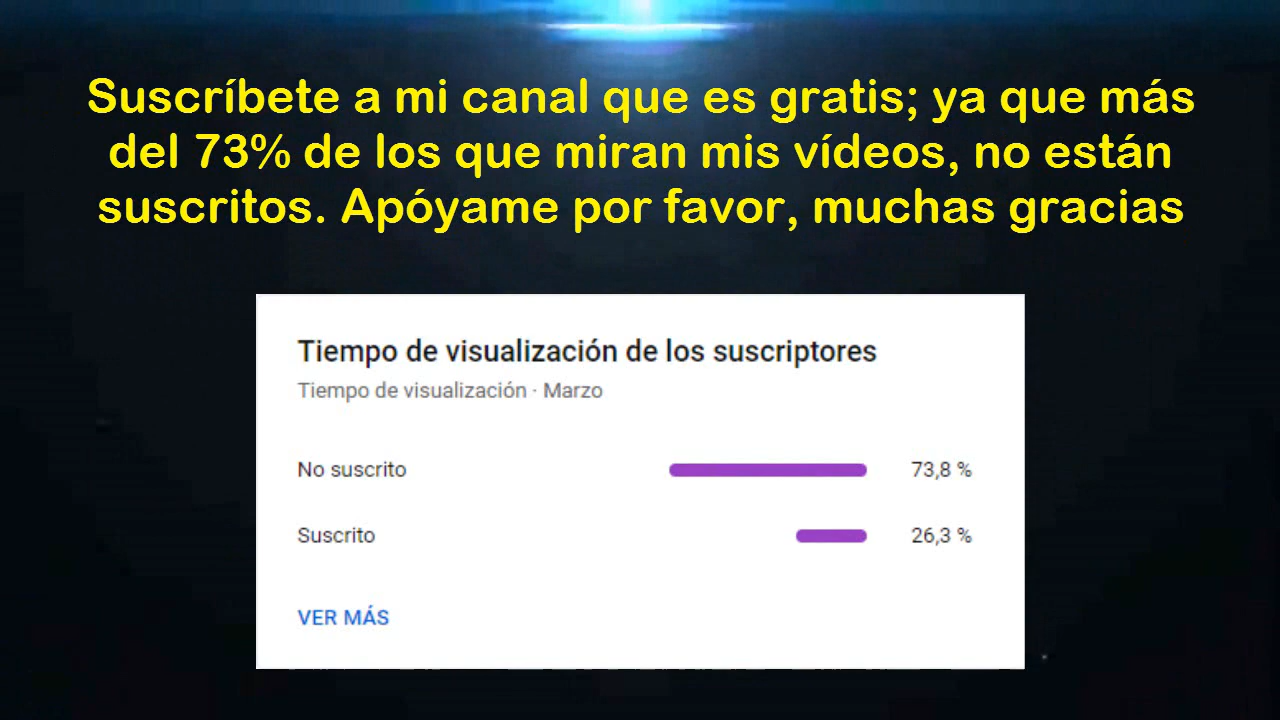 Suscríbete a mi canal que es gratis; ya que más
del 73% de los que miran mis vídeos, no están
suscritos. Apóyame por favor, muchas gracias
Tiempo de visualización de los suscriptores
Tiempo de visualización · Marzo
No suscrito 73,8 %
Suscrito 26,3 %
VER MÁS